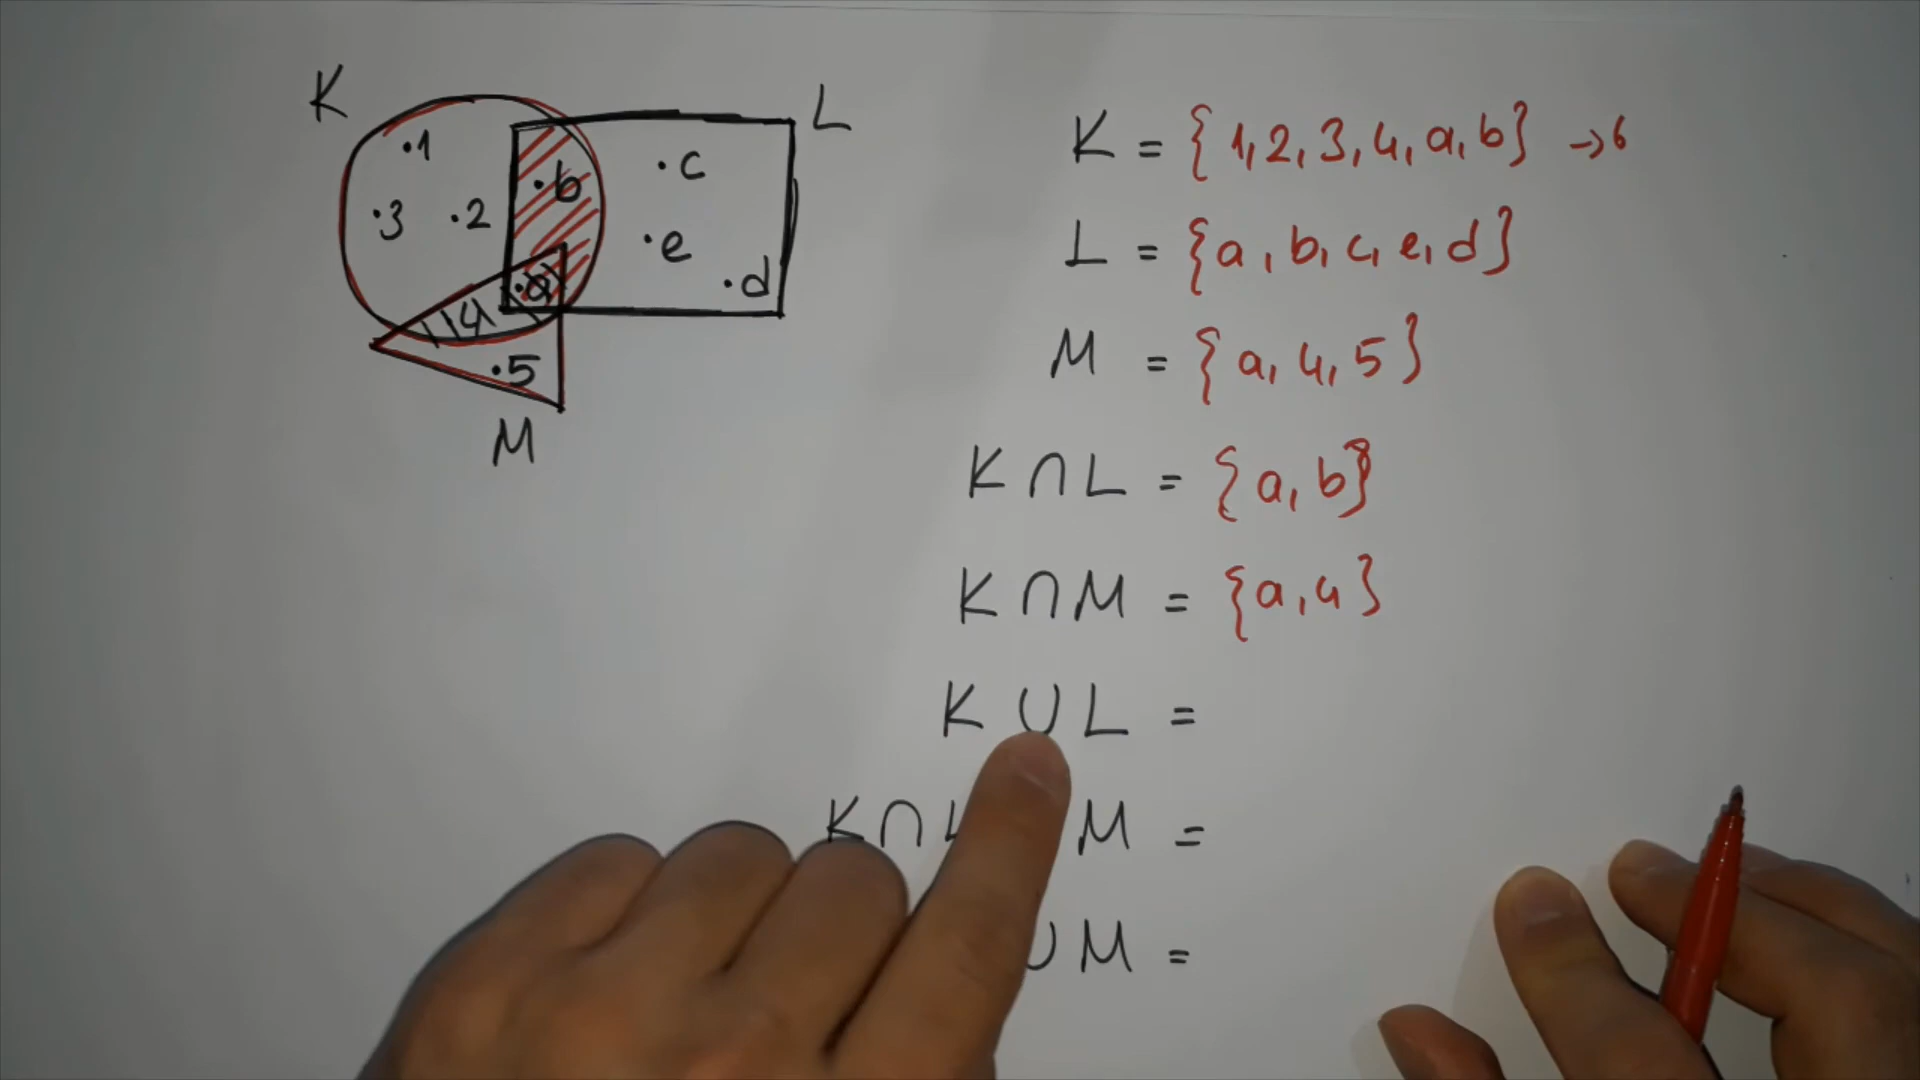 K
L
.1
.b
.c
.3 .2
.e
.d
.a
4
.5
M
K = { 1, 2, 3, 4, a, b } → 6
L = { a, b, c, e, d }
M = { a, 4, 5 }
K ∩ L = { a, b }
K ∩ M = { a, 4 }
K ∪ L =
K ∩ L M =
∪ M =